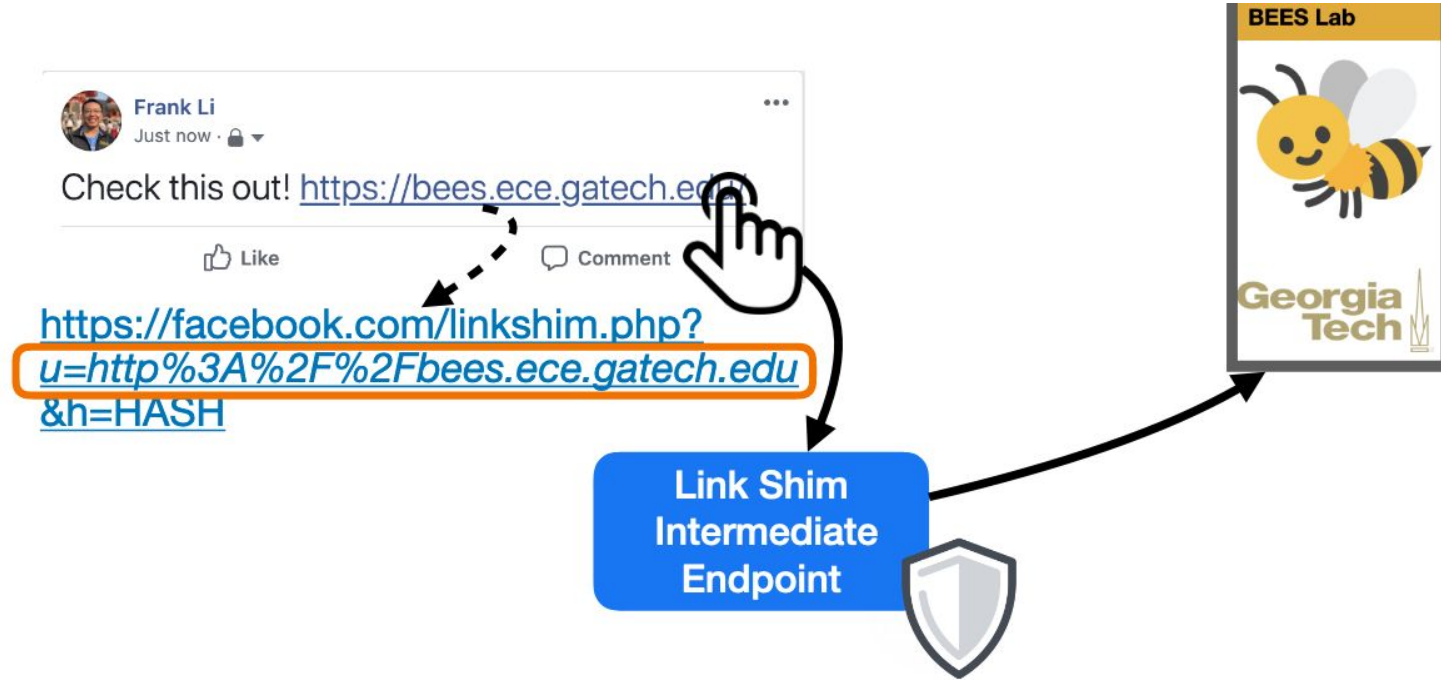 BEES Lab
Frank Li
Just now ·
Check this out! https://bees.ece.gatech.edu/
Like
Comment
https://facebook.com/linkshim.php?
u=http%3A%2F%2Fbees.ece.gatech.edu
&h=HASH
Georgia
Tech
Link Shim
Intermediate
Endpoint